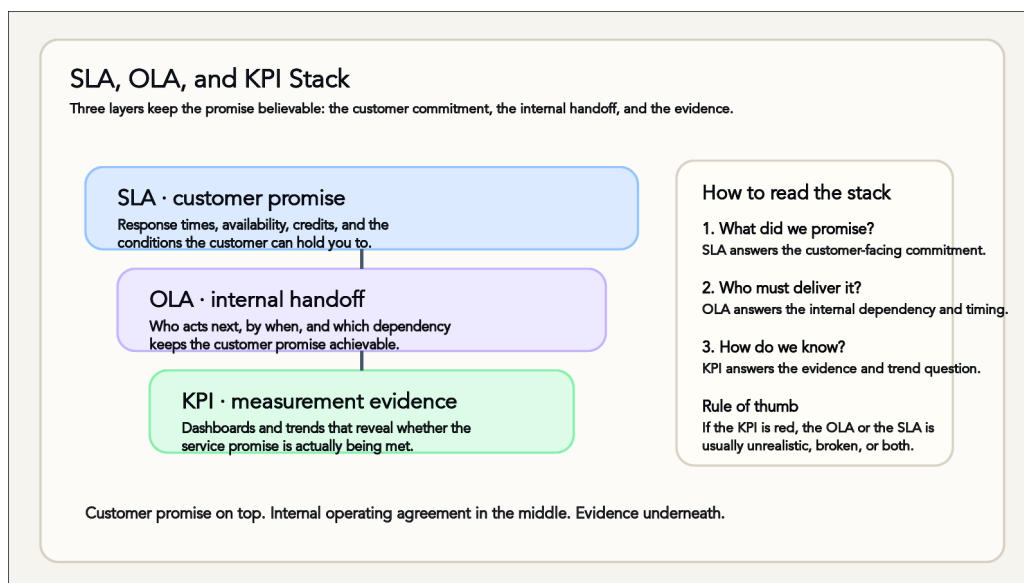 SLA, OLA, and KPI Stack
Three layers keep the promise believable: the customer commitment, the internal handoff, and the evidence.
SLA · customer promise
Response times, availability, credits, and the
conditions the customer can hold you to.
OLA · internal handoff
Who acts next, by when, and which dependency
keeps the customer promise achievable.
KPI · measurement evidence
Dashboards and trends that reveal whether the
service promise is actually being met.
How to read the stack
1. What did we promise?
SLA answers the customer-facing commitment.
2. Who must deliver it?
OLA answers the internal dependency and timing.
3. How do we know?
KPI answers the evidence and trend question.
Rule of thumb
If the KPI is red, the OLA or the SLA is
usually unrealistic, broken, or both.
Customer promise on top. Internal operating agreement in the middle. Evidence underneath.